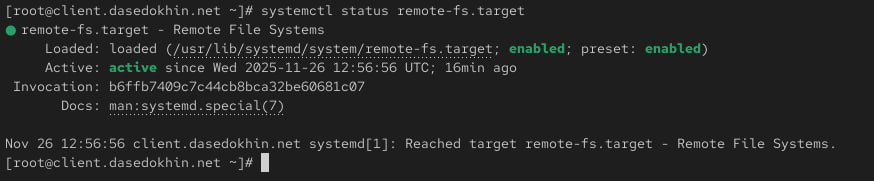 [root@client.dasedokhin.net ~]# systemctl status remote-fs.target
● remote-fs.target - Remote File Systems
     Loaded: loaded (/usr/lib/systemd/system/remote-fs.target; enabled; preset: enabled)
     Active: active since Wed 2025-11-26 12:56:56 UTC; 16min ago
 Invocation: b6ffb7409c7c44cb8bca32be60681c07
       Docs: man:systemd.special(7)

Nov 26 12:56:56 client.dasedokhin.net systemd[1]: Reached target remote-fs.target - Remote File Systems.
[root@client.dasedokhin.net ~]#